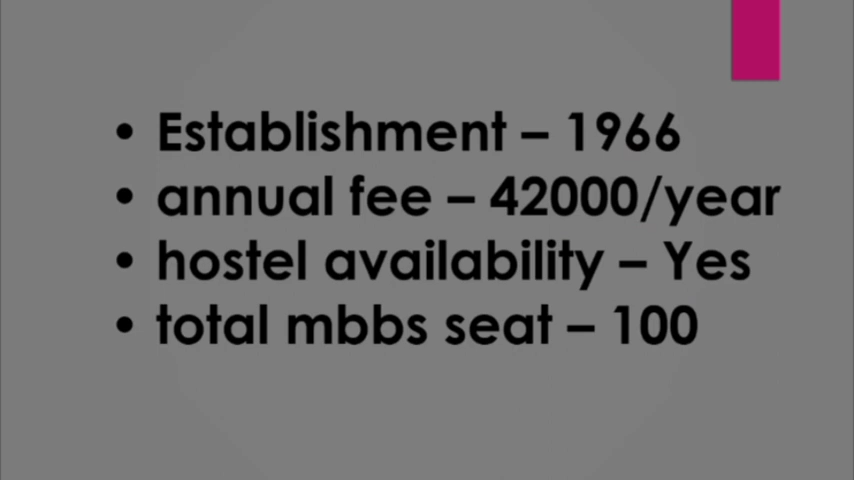 • Establishment – 1966
• annual fee – 42000/year
• hostel availability – Yes
• total mbbs seat – 100